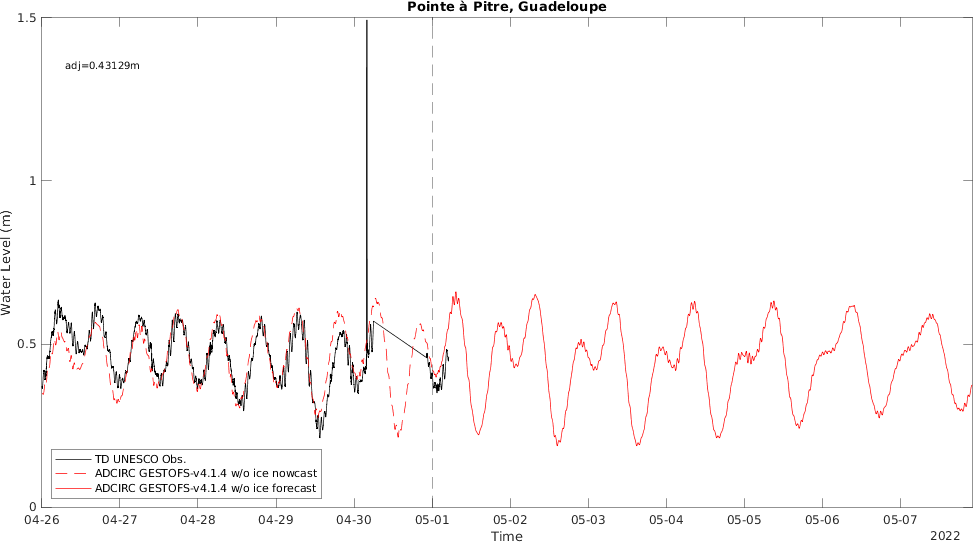 Pointe à Pitre, Guadeloupe
1.5
adj=0.43129m
1
Water Level (m)
0.5
TD UNESCO Obs.
ADCIRC GESTOFS-v4.1.4 w/o ice nowcast
ADCIRC GESTOFS-v4.1.4 w/o ice forecast
0
04-26 04-27 04-28 04-29 04-30 05-01 05-02 05-03 05-04 05-05 05-06 05-07
Time
2022